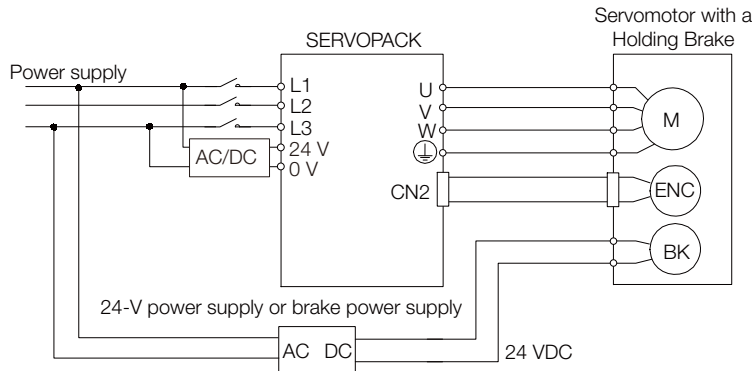 Servomotor with a
Holding Brake
SERVOPACK
Power supply
L1
L2
L3
24 V
0 V
AC/DC
U
V
W
CN2
M
ENC
BK
24-V power supply or brake power supply
AC DC
24 VDC